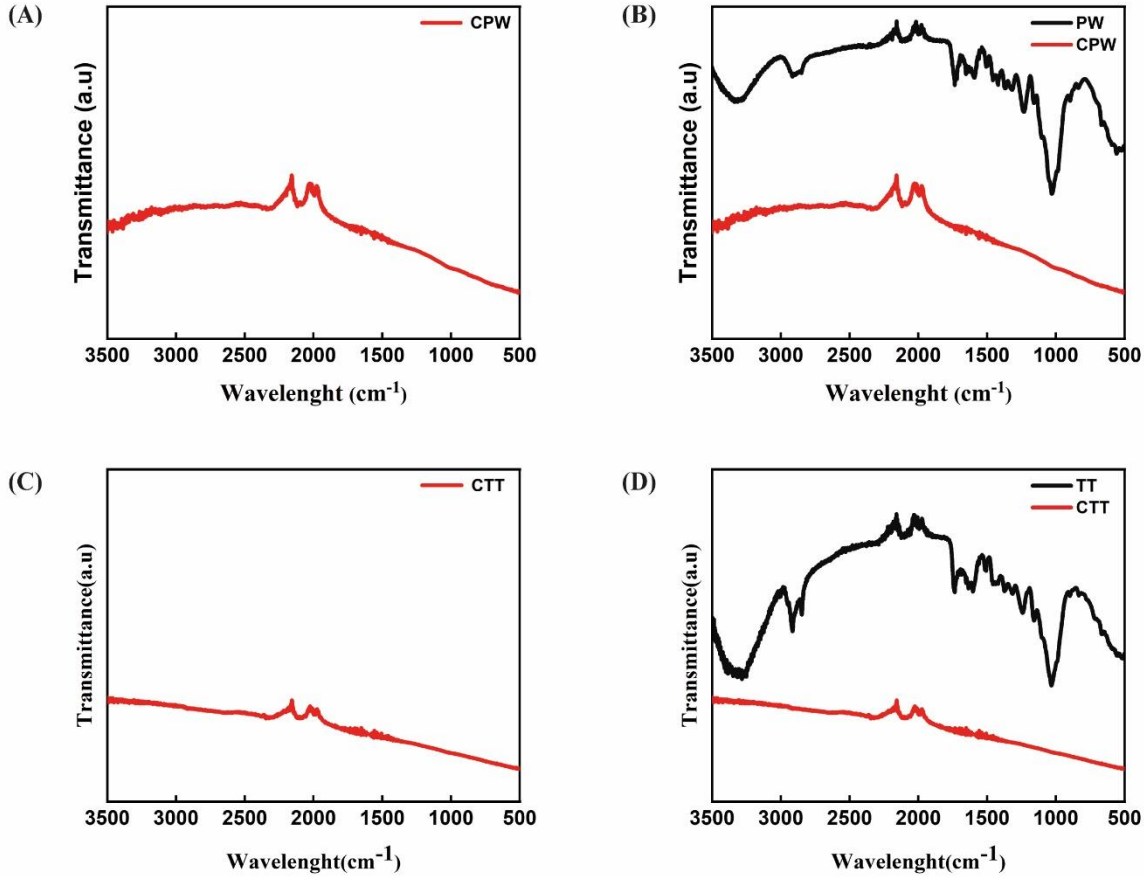 (A)
CPW
Transmittance (a.u)
3500 3000 2500 2000 1500 1000 500
Wavelenght (cm-1)
(B)
PW
CPW
Transmittance (a.u)
3500 3000 2500 2000 1500 1000 500
Wavelenght (cm-1)
(C)
CTT
Transmittance(a.u)
3500 3000 2500 2000 1500 1000 500
Wavelenght(cm-1)
(D)
TT
CTT
Transmittance(a.u)
3500 3000 2500 2000 1500 1000 500
Wavelenght(cm-1)